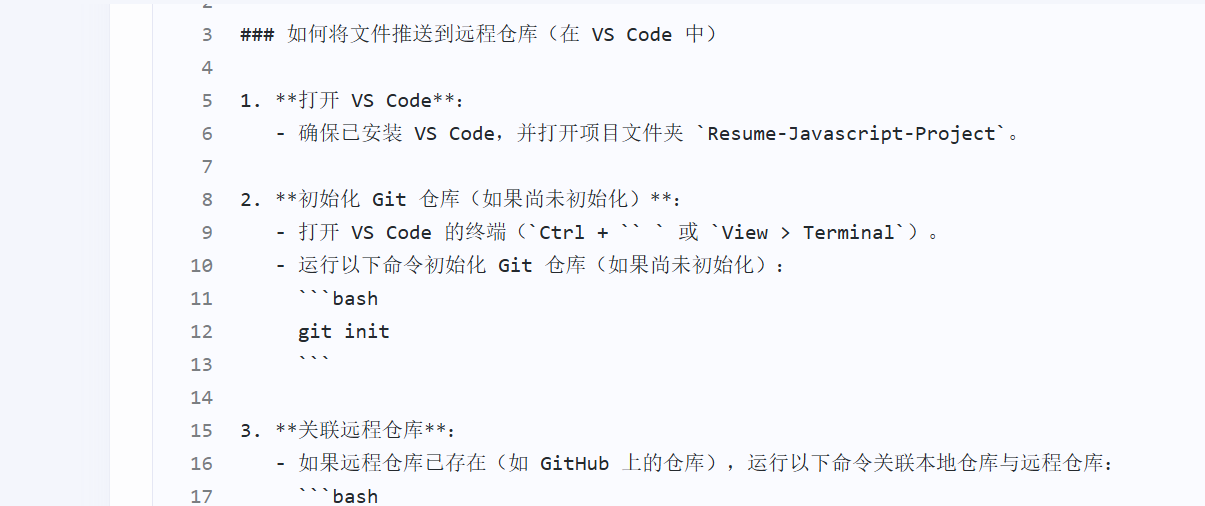 3 ### 如何将文件推送到远程仓库（在 VS Code 中）
4
5 1. **打开 VS Code**：
6    - 确保已安装 VS Code，并打开项目文件夹 `Resume-Javascript-Project`。
7
8 2. **初始化 Git 仓库（如果尚未初始化）**：
9    - 打开 VS Code 的终端（`Ctrl + `` ` 或 `View > Terminal`）。
10    - 运行以下命令初始化 Git 仓库（如果尚未初始化）：
11      ```bash
12      git init
13      ```
14
15 3. **关联远程仓库**：
16    - 如果远程仓库已存在（如 GitHub 上的仓库），运行以下命令关联本地仓库与远程仓库：
17      ```bash